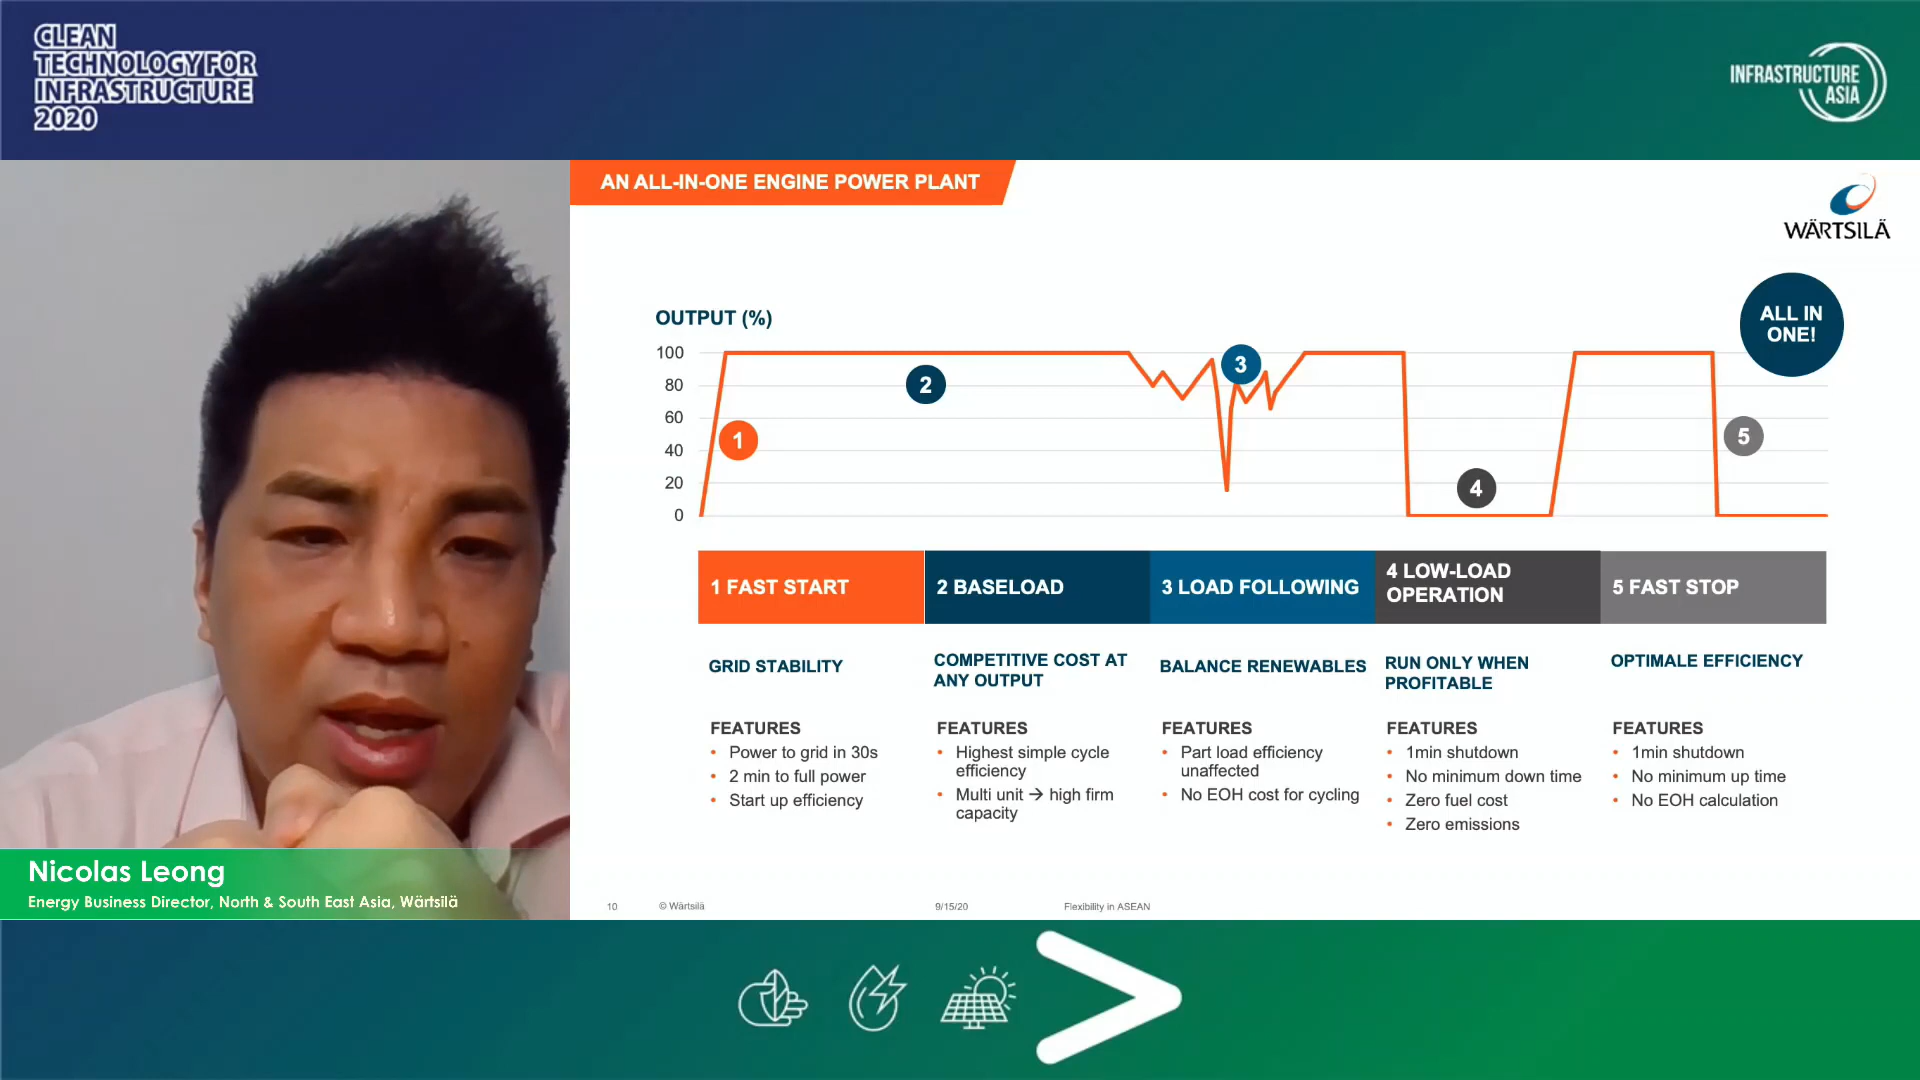 CLEAN
TECHNOLOGY FOR
INFRASTRUCTURE
2020
INFRASTRUCTURE
ASIA
AN ALL-IN-ONE ENGINE POWER PLANT
WÄRTSILÄ
ALL IN
ONE!
OUTPUT (%)
100
80
60
40
20
0
1
2
3
4
5
1 FAST START
2 BASELOAD
3 LOAD FOLLOWING
4 LOW-LOAD
OPERATION
5 FAST STOP
GRID STABILITY
COMPETITIVE COST AT
ANY OUTPUT
BALANCE RENEWABLES
RUN ONLY WHEN
PROFITABLE
OPTIMALE EFFICIENCY
FEATURES
• Power to grid in 30s
• 2 min to full power
• Start up efficiency
FEATURES
• Highest simple cycle
efficiency
• Multi unit → high firm
capacity
FEATURES
• Part load efficiency
unaffected
• No EOH cost for cycling
FEATURES
• 1min shutdown
• No minimum down time
• Zero fuel cost
• Zero emissions
FEATURES
• 1min shutdown
• No minimum up time
• No EOH calculation
Nicolas Leong
Energy Business Director, North & South East Asia, Wärtsilä
10
© Wärtsilä
9/15/20
Flexibility in ASEAN